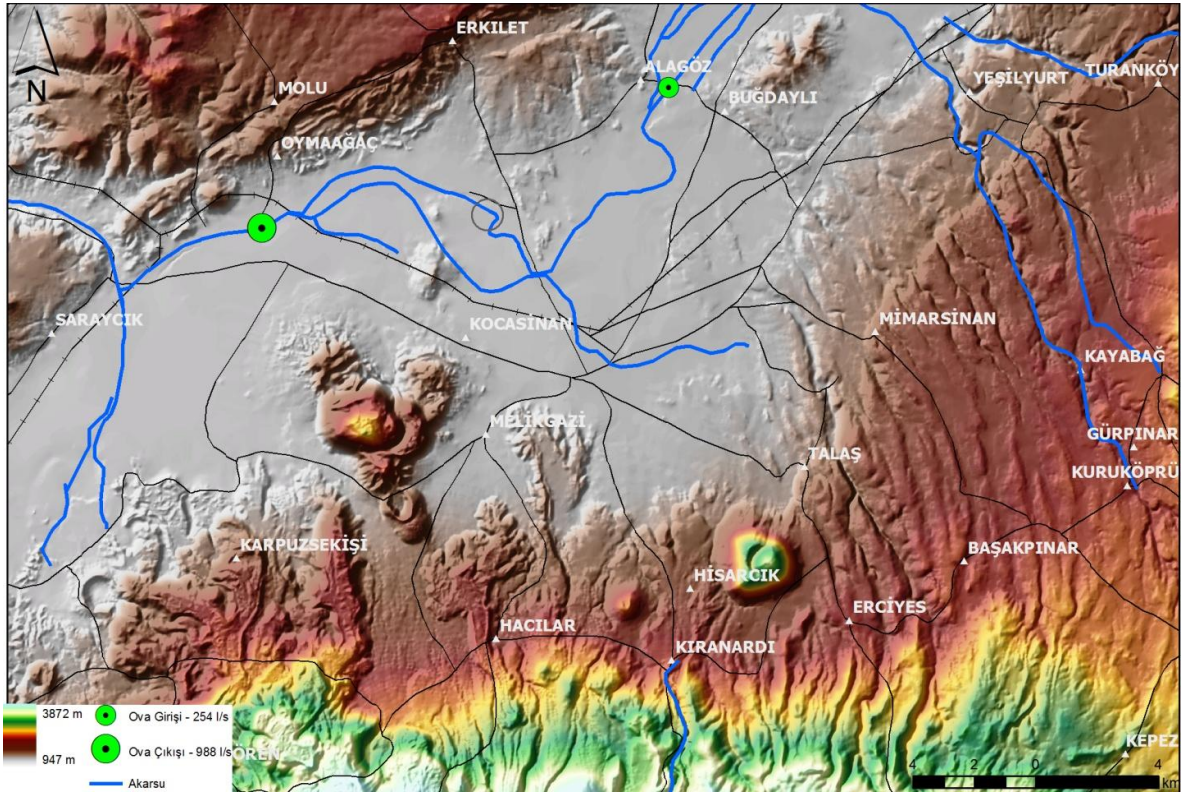 ERKILET
ALAGÖZ
MOLU
YEŞİLYURT
TURANKÖY
BUĞDAYLI
N
OYMAAĞAÇ
SARAYCIK
KOCASİNAN
MİMARSİNAN
KAYABAĞ
MELİKGAZİ
GÜRPINAR
TALAŞ
KURUKÖPRÜ
KARPUZSEKİŞİ
BAŞAKPINAR
HİSARCIK
ERCİYES
HACILAR
KIRANARDI
3872 m
Ova Girişi - 254 l/s
947 m
Ova Çıkışı - 988 l/s
ÖREN
KEPEZ
Akarsu
4 2 0 4
km